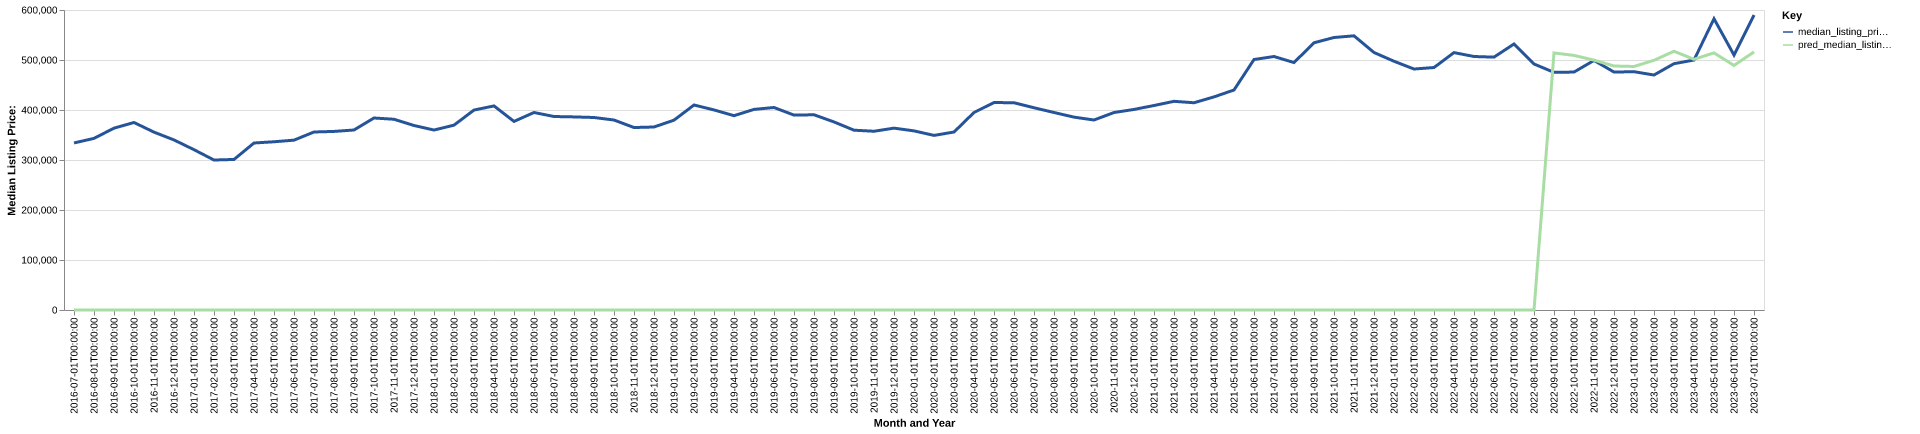 600,000
500,000
400,000
300,000
200,000
100,000
0
Median Listing Price:
2016-07-01T00:00:00
2016-08-01T00:00:00
2016-09-01T00:00:00
2016-10-01T00:00:00
2016-11-01T00:00:00
2016-12-01T00:00:00
2017-01-01T00:00:00
2017-02-01T00:00:00
2017-03-01T00:00:00
2017-04-01T00:00:00
2017-05-01T00:00:00
2017-06-01T00:00:00
2017-07-01T00:00:00
2017-08-01T00:00:00
2017-09-01T00:00:00
2017-10-01T00:00:00
2017-11-01T00:00:00
2017-12-01T00:00:00
2018-01-01T00:00:00
2018-02-01T00:00:00
2018-03-01T00:00:00
2018-04-01T00:00:00
2018-05-01T00:00:00
2018-06-01T00:00:00
2018-07-01T00:00:00
2018-08-01T00:00:00
2018-09-01T00:00:00
2018-10-01T00:00:00
2018-11-01T00:00:00
2018-12-01T00:00:00
2019-01-01T00:00:00
2019-02-01T00:00:00
2019-03-01T00:00:00
2019-04-01T00:00:00
2019-05-01T00:00:00
2019-06-01T00:00:00
2019-07-01T00:00:00
2019-08-01T00:00:00
2019-09-01T00:00:00
2019-10-01T00:00:00
2019-11-01T00:00:00
2019-12-01T00:00:00
2020-01-01T00:00:00
2020-02-01T00:00:00
2020-03-01T00:00:00
2020-04-01T00:00:00
2020-05-01T00:00:00
2020-06-01T00:00:00
2020-07-01T00:00:00
2020-08-01T00:00:00
2020-09-01T00:00:00
2020-10-01T00:00:00
2020-11-01T00:00:00
2020-12-01T00:00:00
2021-01-01T00:00:00
2021-02-01T00:00:00
2021-03-01T00:00:00
2021-04-01T00:00:00
2021-05-01T00:00:00
2021-06-01T00:00:00
2021-07-01T00:00:00
2021-08-01T00:00:00
2021-09-01T00:00:00
2021-10-01T00:00:00
2021-11-01T00:00:00
2021-12-01T00:00:00
2022-01-01T00:00:00
2022-02-01T00:00:00
2022-03-01T00:00:00
2022-04-01T00:00:00
2022-05-01T00:00:00
2022-06-01T00:00:00
2022-07-01T00:00:00
2022-08-01T00:00:00
2022-09-01T00:00:00
2022-10-01T00:00:00
2022-11-01T00:00:00
2022-12-01T00:00:00
2023-01-01T00:00:00
2023-02-01T00:00:00
2023-03-01T00:00:00
2023-04-01T00:00:00
2023-05-01T00:00:00
2023-06-01T00:00:00
2023-07-01T00:00:00
Month and Year
Key
median_listing_pri…
pred_median_listin…